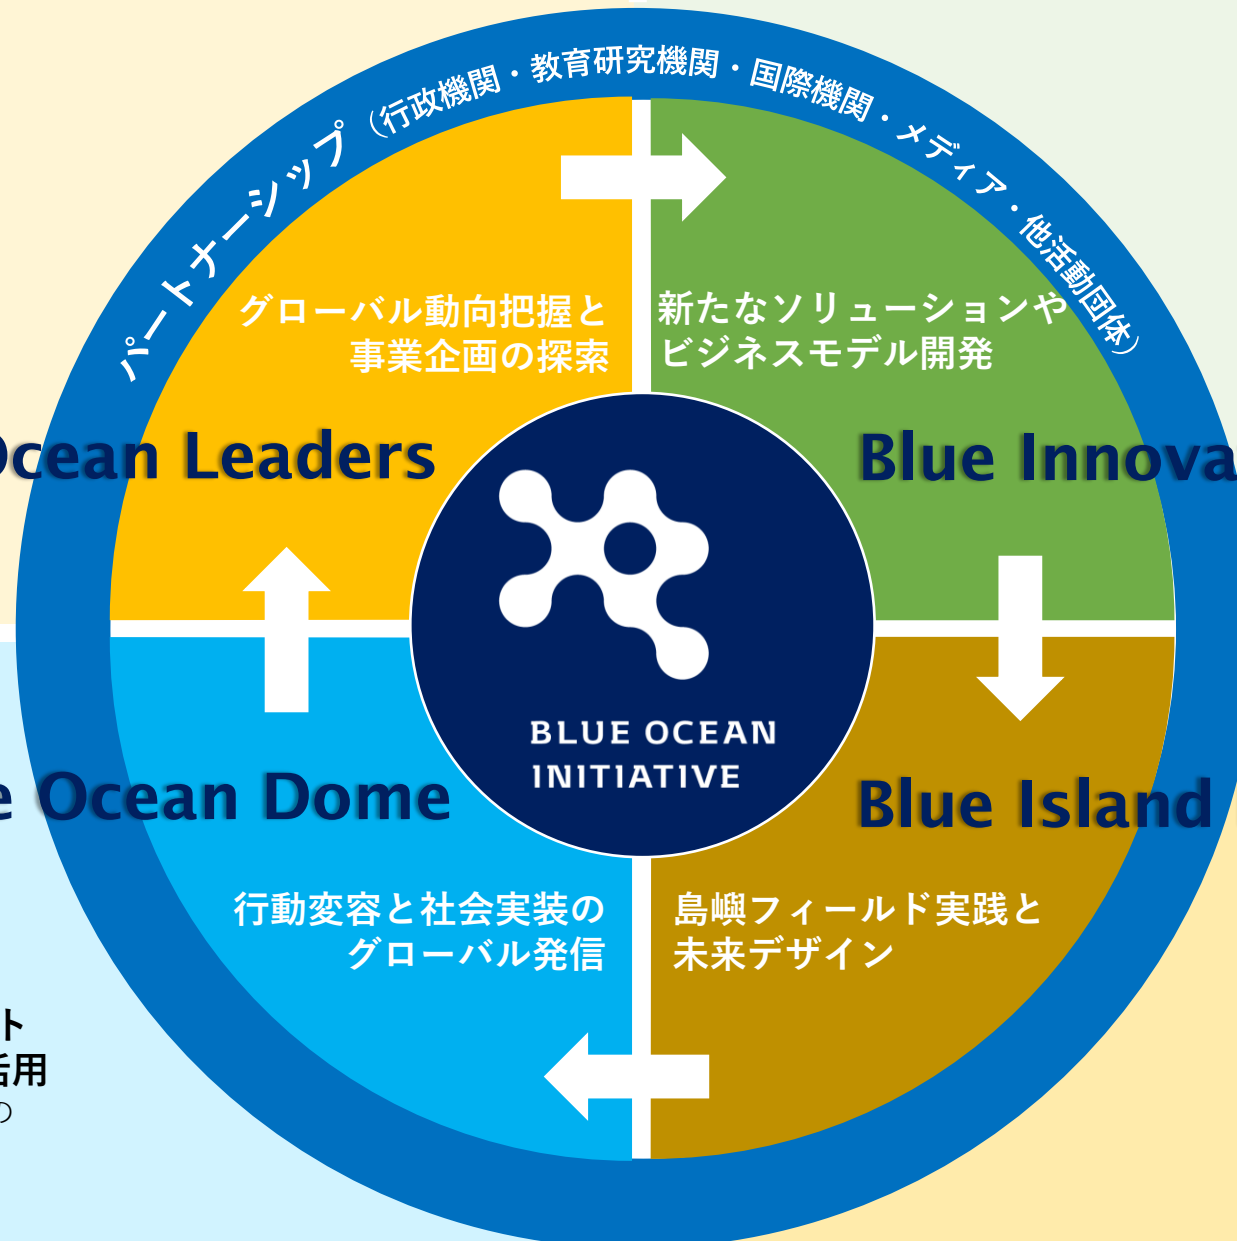 パートナーシップ（行政機関・教育研究機関・国際機関・メディア・他活動団体）
グローバル動向把握と
事業企画の探索
新たなソリューションや
ビジネスモデル開発
Ocean Leaders
Blue Innova
BLUE OCEAN
INITIATIVE
e Ocean Dome
Blue Island
行動変容と社会実装の
グローバル発信
島嶼フィールド実践と
未来デザイン
ト
活用
の